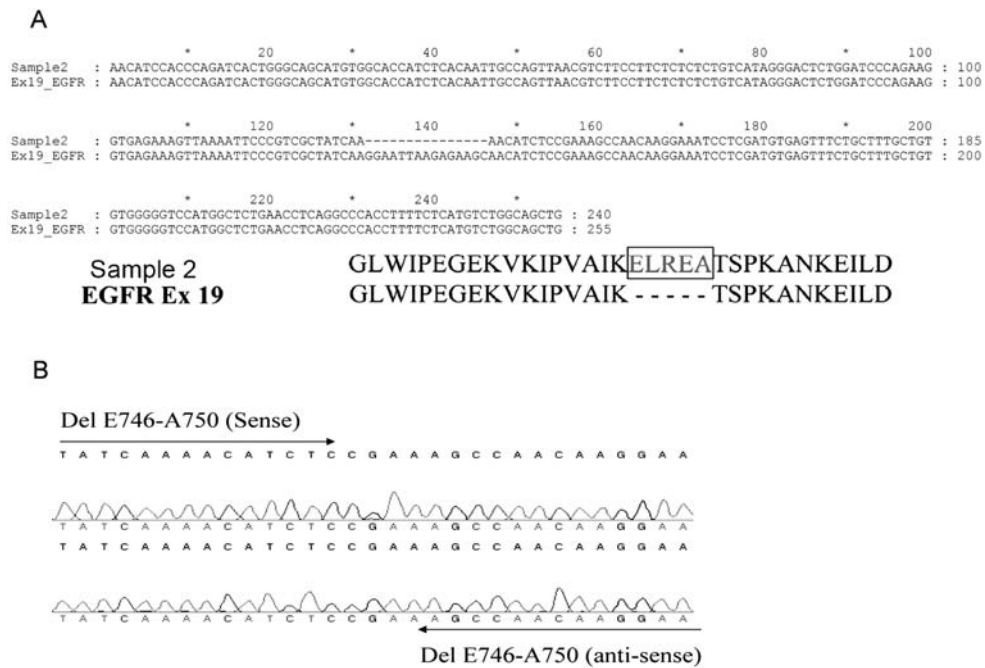 A
* 20 * 40 * 60 * 80 * 100
Sample2 : AACATCCACCCAGATCACTGGGCAGCATGTGGCACCATCTCACAATTGCCAGTTAACGTCTTCCTTCTCTCTCTGTCATAGGGACTCTGGATCCCAGAAG : 100
Ex19_EGFR : AACATCCACCCAGATCACTGGGCAGCATGTGGCACCATCTCACAATTGCCAGTTAACGTCTTCCTTCTCTCTCTGTCATAGGGACTCTGGATCCCAGAAG : 100
* 120 * 140 * 160 * 180 * 200
Sample2 : GTGAGAAAGTTAAAATTCCCGTCGCTATCAA---------------AACATCTCCGAAAGCCAACAAGGAAATCCTCGATGTGAGTTTCTGCTTTGCTGT : 185
Ex19_EGFR : GTGAGAAAGTTAAAATTCCCGTCGCTATCAAGGAATTAAGAGAAGCAACATCTCCGAAAGCCAACAAGGAAATCCTCGATGTGAGTTTCTGCTTTGCTGT : 200
* 220 * 240 *
Sample2 : GTGGGGGTCCATGGCTCTGAACCTCAGGCCCACCTTTTCTCATGTCTGGCAGCTG : 240
Ex19_EGFR : GTGGGGGTCCATGGCTCTGAACCTCAGGCCCACCTTTTCTCATGTCTGGCAGCTG : 255
Sample 2 GLWIPEGEKVKIPVAIKELREATSPKANKEILD
EGFR Ex 19 GLWIPEGEKVKIPVAIK - - - - - TSPKANKEILD
B
Del E746-A750 (Sense)
T A T C A A A A C A T C T C C G A A A G C C A A C A A G G A A
T A T C A A A A C A T C T C C G A A A G C C A A C A A G G A A
T A T C A A A A C A T C T C C G A A A G C C A A C A A G G A A
T A T C A A A A C A T C T C C G A A A G C C A A C A A G G A A
Del E746-A750 (anti-sense)